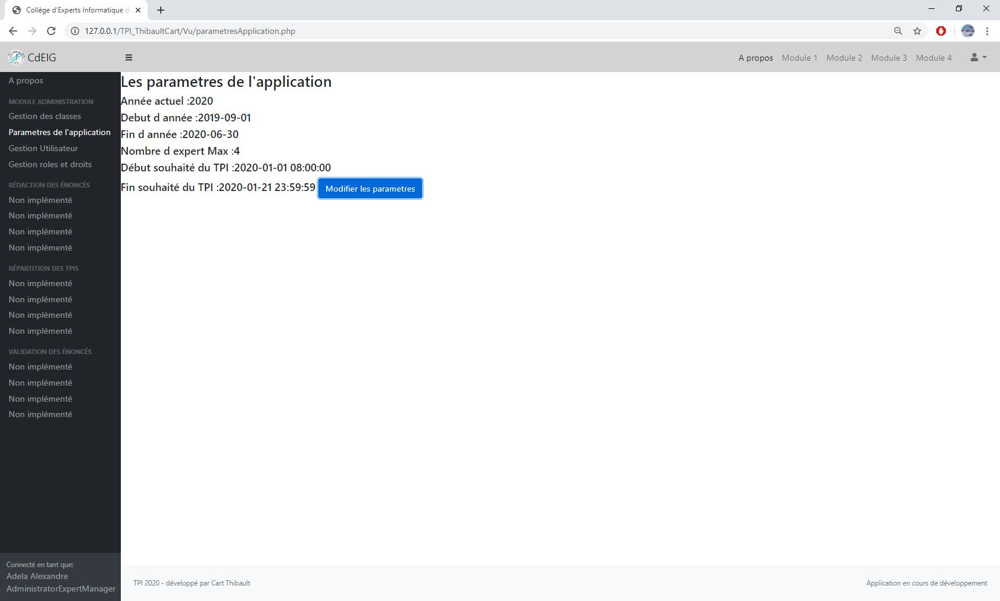 Collège d'Experts Informatique d
127.0.0.1/TPI_ThibaultCart/Vu/parametresApplication.php
CdEIG
A propos Module 1 Module 2 Module 3 Module 4
A propos
MODULE ADMINISTRATION
Gestion des classes
Parametres de l'application
Gestion Utilisateur
Gestion roles et droits
RÉDACTION DES ÉNONCÉS
Non implémenté
Non implémenté
Non implémenté
Non implémenté
RÉPARTITION DES TPIS
Non implémenté
Non implémenté
Non implémenté
Non implémenté
VALIDATION DES ÉNONCÉS
Non implémenté
Non implémenté
Non implémenté
Non implémenté
Connecté en tant que:
Adela Alexandre
AdministratorExpertManager
Les parametres de l'application
Année actuel :2020
Debut d année :2019-09-01
Fin d année :2020-06-30
Nombre d expert Max :4
Début souhaité du TPI :2020-01-01 08:00:00
Fin souhaité du TPI :2020-01-21 23:59:59 Modifier les parametres
TPI 2020 - développé par Cart Thibault
Application en cours de développement